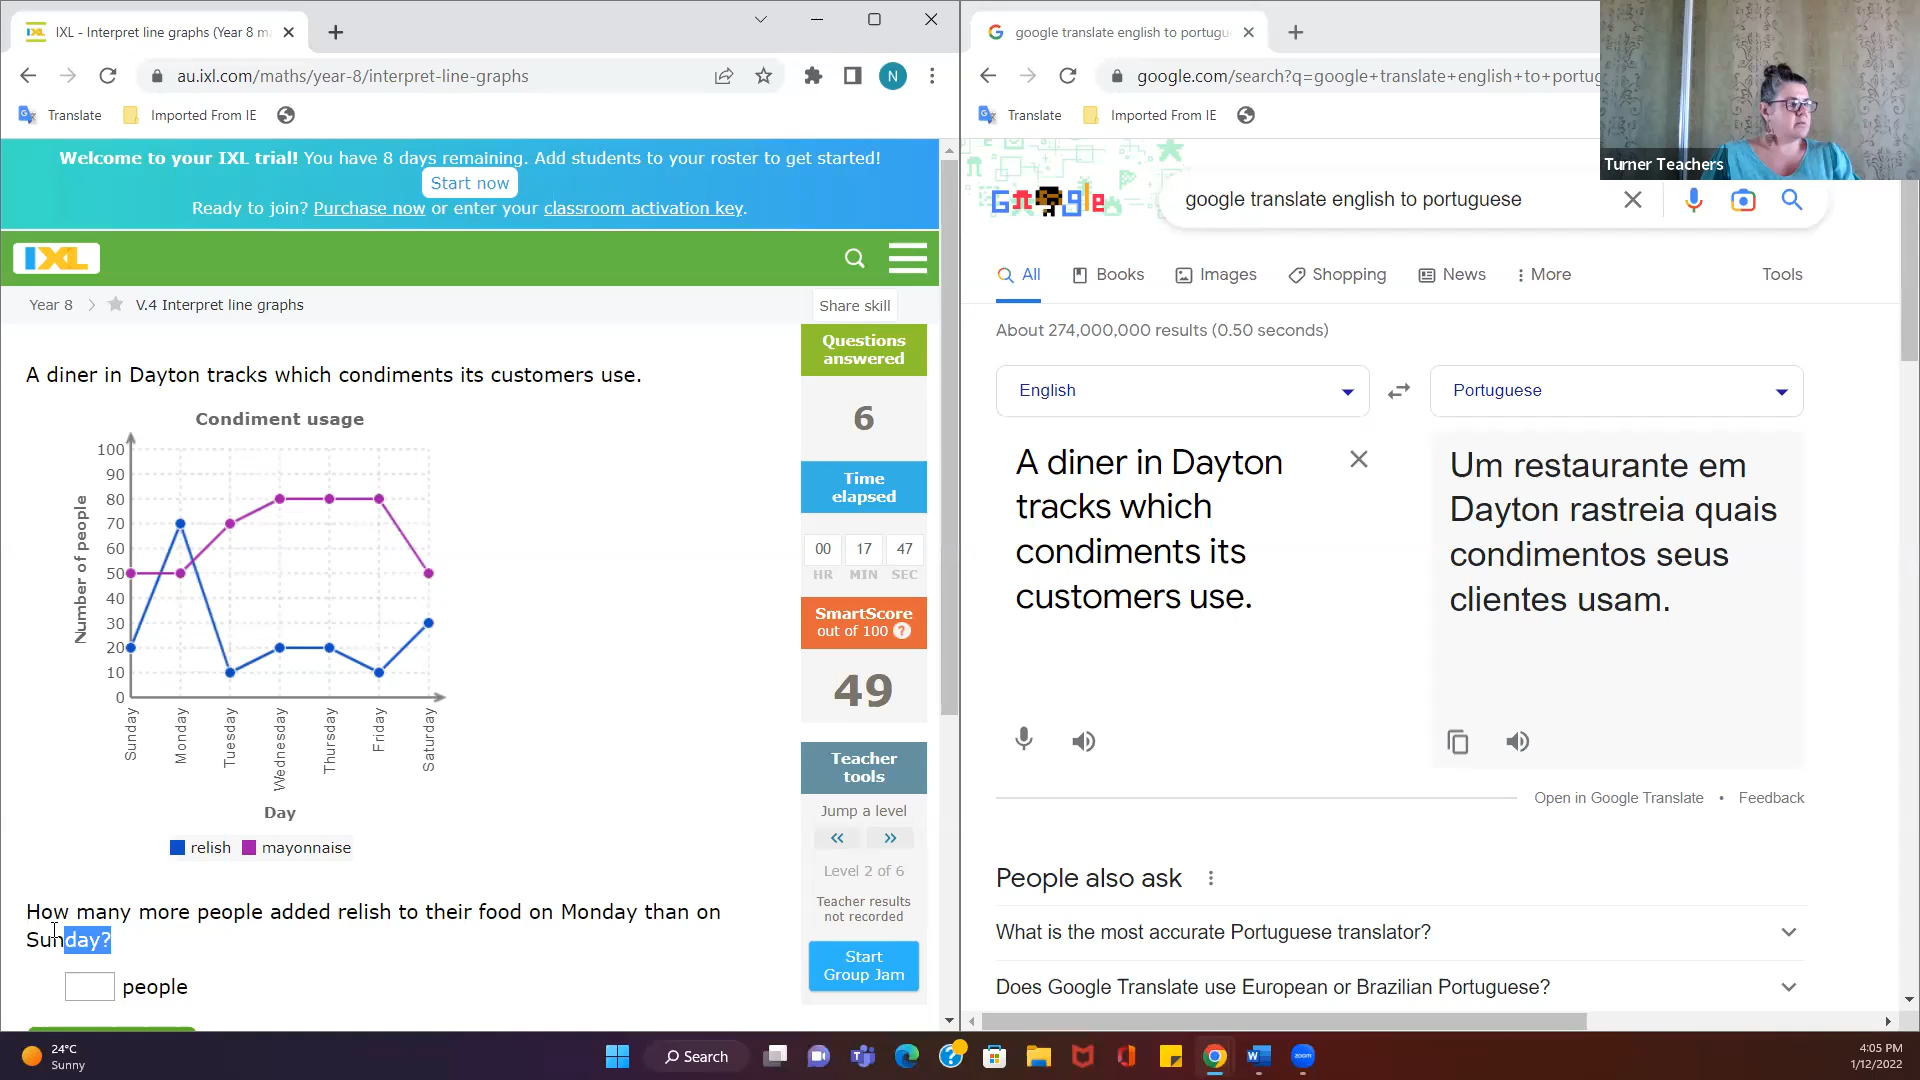 IXL - Interpret line graphs (Year 8 m
au.ixl.com/maths/year-8/interpret-line-graphs
N
Translate
Imported From IE
Welcome to your IXL trial! You have 8 days remaining. Add students to your roster to get started!
Start now
Ready to join? Purchase now or enter your classroom activation key.
IXL
Year 8
V.4 Interpret line graphs
Share skill
A diner in Dayton tracks which condiments its customers use.
Condiment usage
Number of people
100
90
80
70
60
50
40
30
20
10
0
Sunday
Monday
Tuesday
Wednesday
Thursday
Friday
Saturday
Day
relish
mayonnaise
How many more people added relish to their food on Monday than on
Sunday?
people
Questions
answered
6
Time
elapsed
00
17
47
HR
MIN
SEC
SmartScore
out of 100 ?
49
Teacher
tools
Jump a level
Level 2 of 6
Teacher results
not recorded
Start
Group Jam
google translate english to portugu
google.com/search?q=google+translate+english+to+portug
Translate
Imported From IE
Turner Teachers
google translate english to portuguese
All
Books
Images
Shopping
News
More
Tools
About 274,000,000 results (0.50 seconds)
English
Portuguese
A diner in Dayton
tracks which
condiments its
customers use.
Um restaurante em
Dayton rastreia quais
condimentos seus
clientes usam.
Open in Google Translate • Feedback
People also ask
What is the most accurate Portuguese translator?
Does Google Translate use European or Brazilian Portuguese?
24°C
Sunny
Search
zoom
4:05 PM
1/12/2022